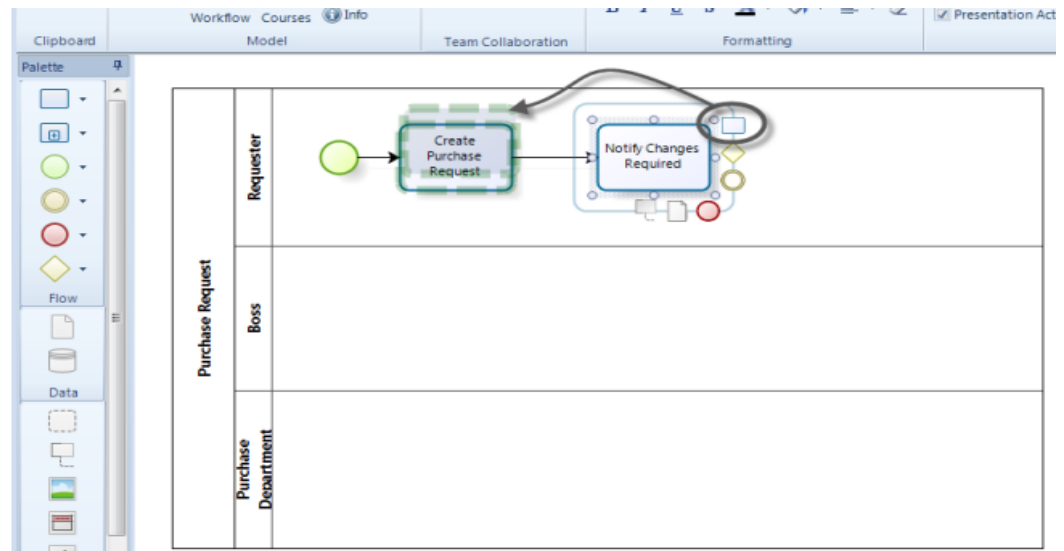 Workflow Courses Info
Presentation Act
Clipboard
Model
Team Collaboration
Formatting
Palette
Flow
Data
Purchase Request
Requester
Boss
Purchase
Department
Create
Purchase
Request
Notify Changes
Required